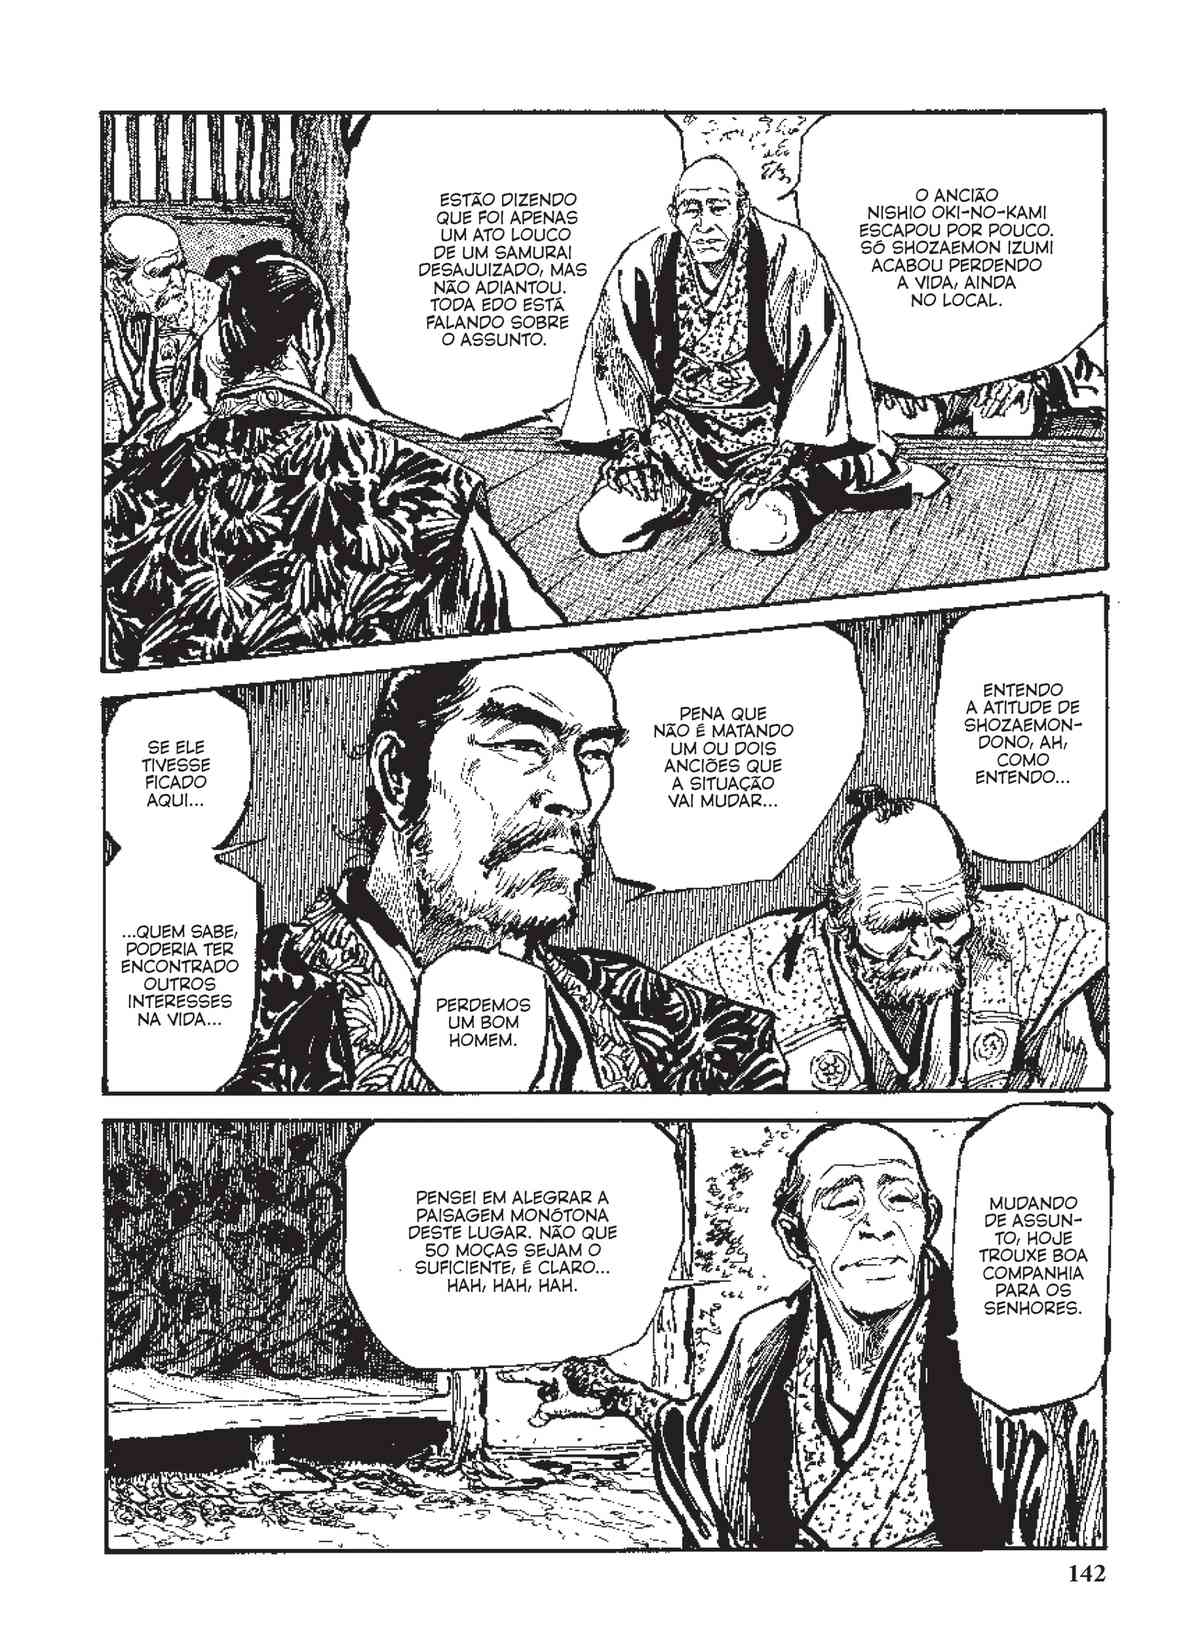 O ANCIÃO
NISHIO OKI-NO-KAMI
ESCAPOU POR POUCO.
SÓ SHOZAEMON IZUMI
ACABOU PERDENDO
A VIDA, AINDA
NO LOCAL.
ESTÃO DIZENDO
QUE FOI APENAS
UM ATO LOUCO
DE UM SAMURAI
DESAJUIZADO, MAS
NÃO ADIANTOU.
TODA EDO ESTÁ
FALANDO SOBRE
O ASSUNTO.
ENTENDO
A ATITUDE DE
SHOZAEMON-
DONO, AH,
COMO
ENTENDO...
PENA QUE
NÃO É MATANDO
UM OU DOIS
ANCIÕES QUE
A SITUAÇÃO
VAI MUDAR...
PERDEMOS
UM BOM
HOMEM.
SE ELE
TIVESSE
FICADO
AQUI...
...QUEM SABE,
PODERIA TER
ENCONTRADO
OUTROS
INTERESSES
NA VIDA...
MUDANDO
DE ASSUN-
TO, HOJE
TROUXE BOA
COMPANHIA
PARA OS
SENHORES.
PENSEI EM ALEGRAR A
PAISAGEM MONÓTONA
DESTE LUGAR. NÃO QUE
50 MOÇAS SEJAM O
SUFICIENTE, É CLARO...
HAH, HAH, HAH.
142